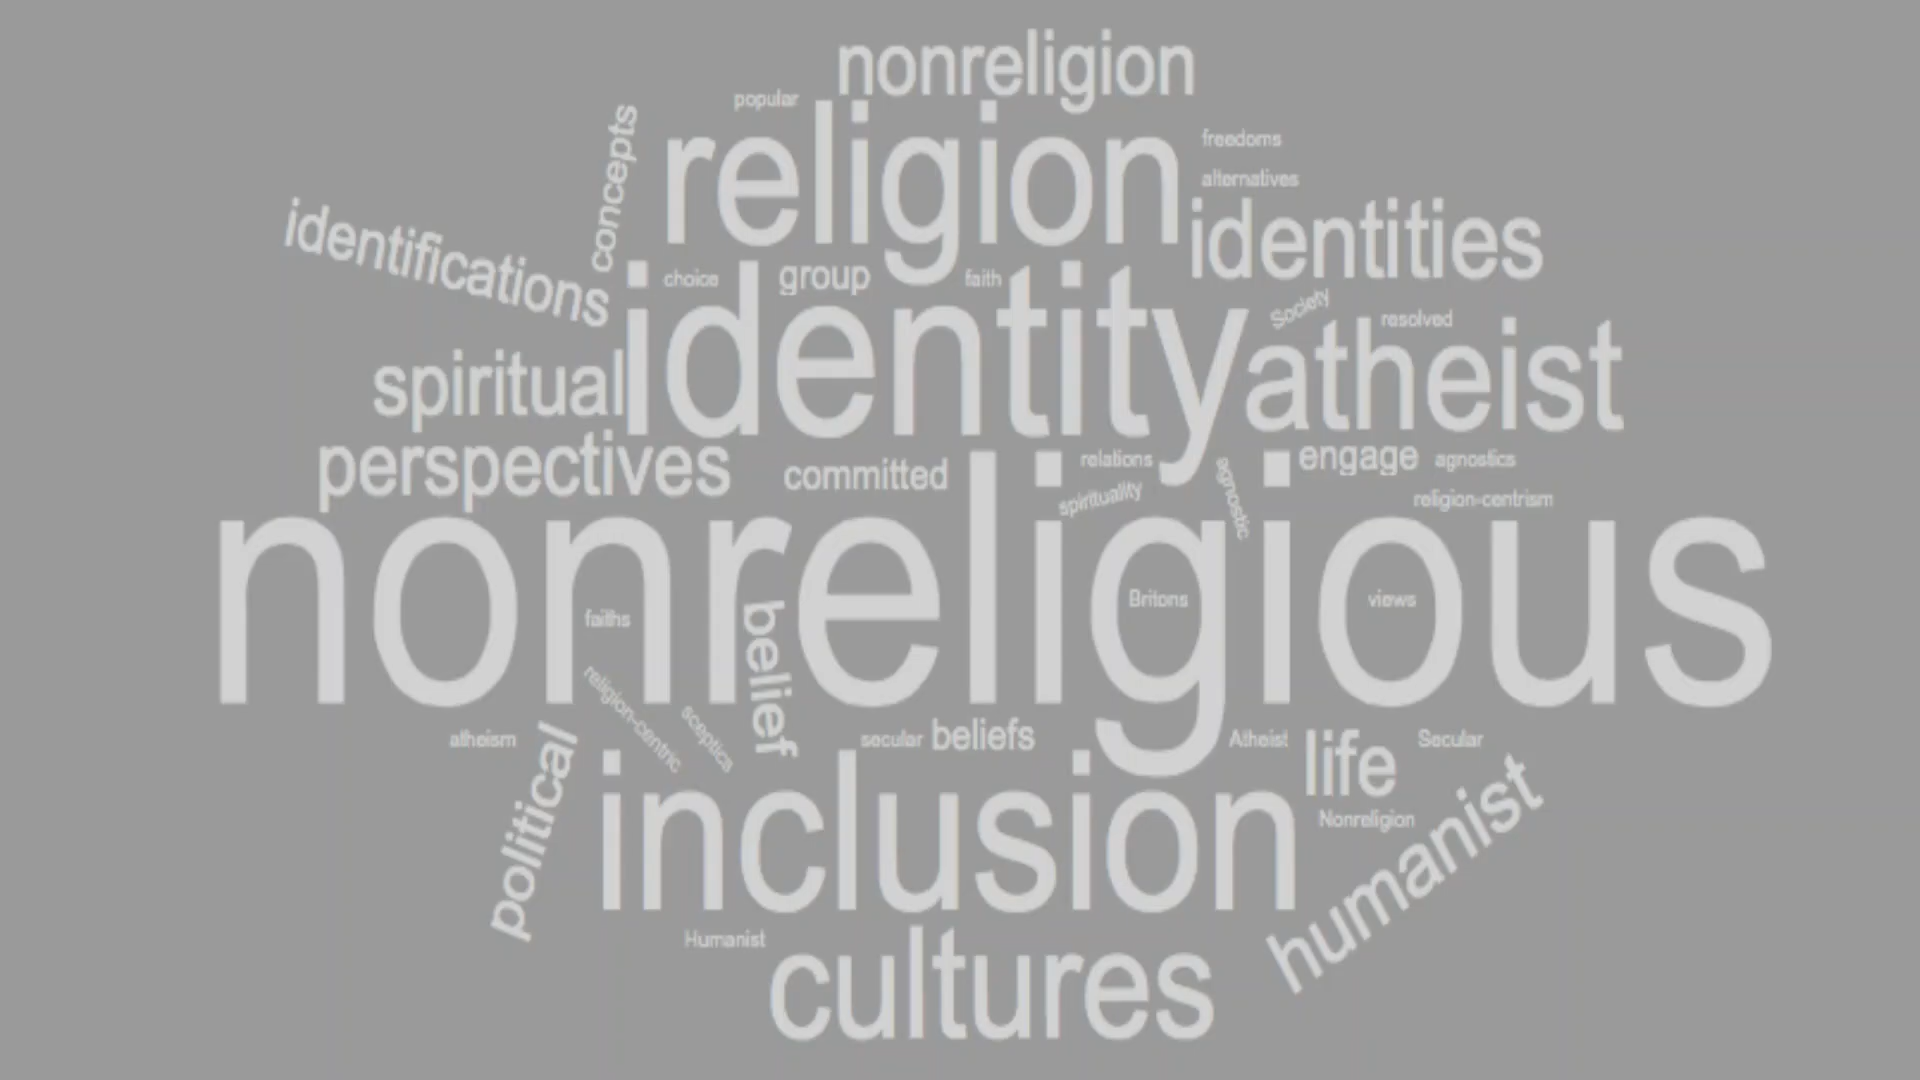 nonreligion
popular
concepts
religion
freedoms
alternatives
identifications
identities
choice
group
faith
Society
resolved
identity
atheist
spiritual
perspectives
committed
relations
engage
agnostics
spirituality
agnostic
religion-centrism
nonreligious
faiths
belief
Britons
views
religion-centric
sceptics
atheism
secular
beliefs
Atheist
life
Secular
political
inclusion
Nonreligion
humanist
Humanist
cultures